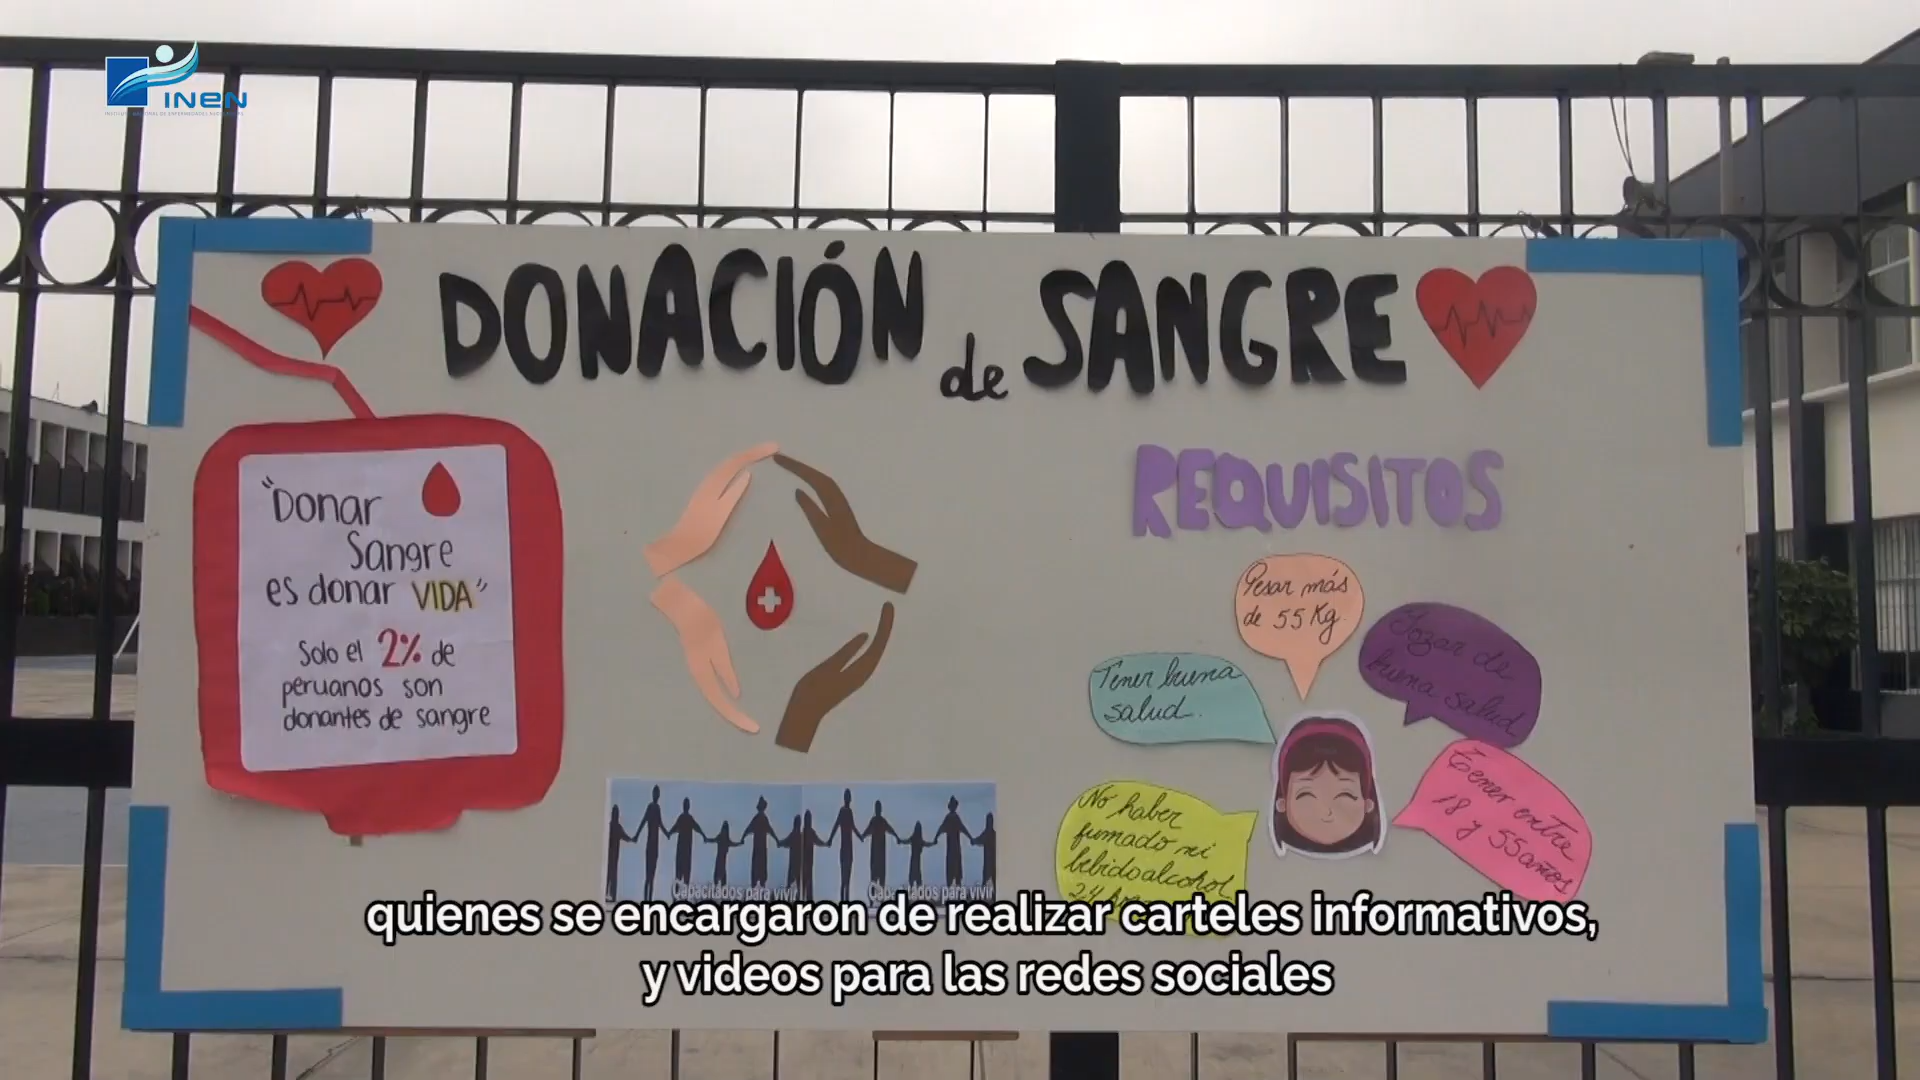 INEN
DONACIÓN de SANGRE
"Donar
Sangre
es donar VIDA"
Solo el 2% de
peruanos son
donantes de sangre
REQUISITOS
Pesar más
de 55 Kg.
Gozar de
buena salud
Tener buena
salud.
Tener entre
18 y 55 años
No haber
fumado ni
bebido alcohol
24
Capacitados para vivir
Capacitados para vivir
quienes se encargaron de realizar carteles informativos,
y videos para las redes sociales